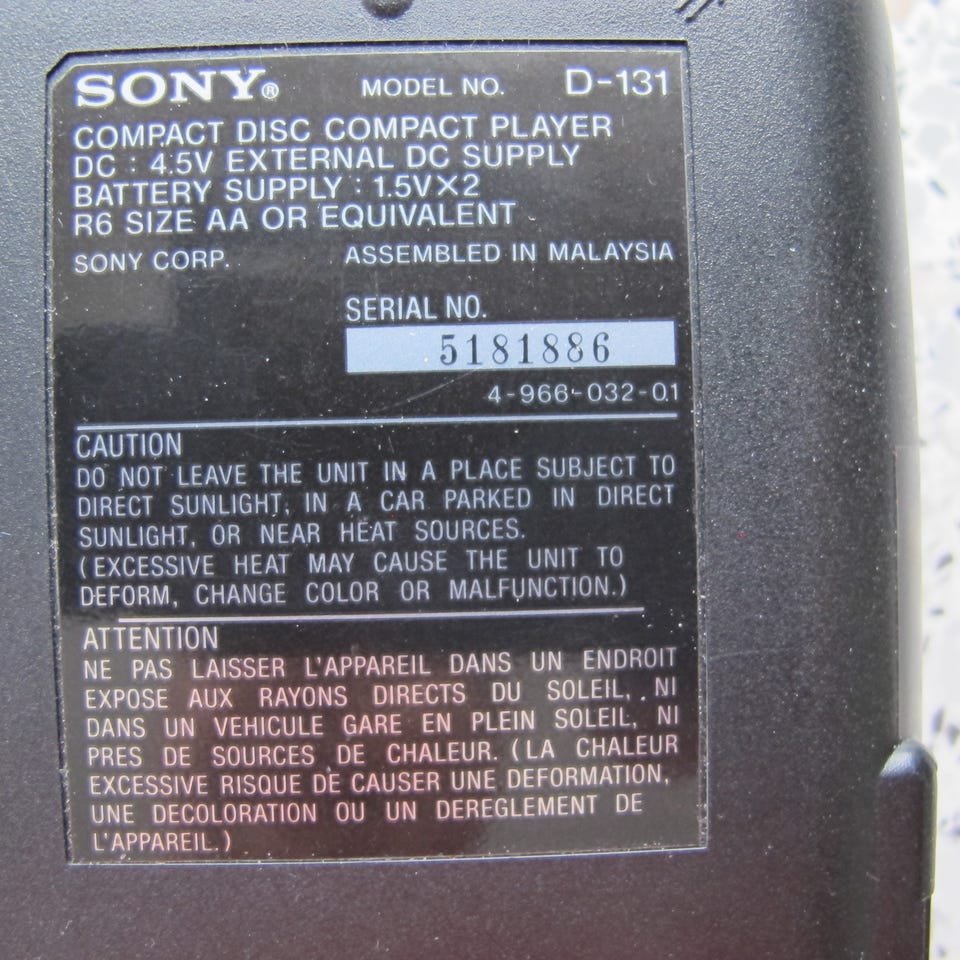 SONY® MODEL NO. D-131
COMPACT DISC COMPACT PLAYER
DC : 4.5V EXTERNAL DC SUPPLY
BATTERY SUPPLY : 1.5V×2
R6 SIZE AA OR EQUIVALENT
SONY CORP. ASSEMBLED IN MALAYSIA
SERIAL NO.
5181886
4-966-032-01
CAUTION
DO NOT LEAVE THE UNIT IN A PLACE SUBJECT TO
DIRECT SUNLIGHT, IN A CAR PARKED IN DIRECT
SUNLIGHT, OR NEAR HEAT SOURCES.
(EXCESSIVE HEAT MAY CAUSE THE UNIT TO
DEFORM, CHANGE COLOR OR MALFUNCTION.)
ATTENTION
NE PAS LAISSER L'APPAREIL DANS UN ENDROIT
EXPOSE AUX RAYONS DIRECTS DU SOLEIL, NI
DANS UN VEHICULE GARE EN PLEIN SOLEIL, NI
PRES DE SOURCES DE CHALEUR. (LA CHALEUR
EXCESSIVE RISQUE DE CAUSER UNE DEFORMATION,
UNE DECOLORATION OU UN DEREGLEMENT DE
L'APPAREIL.)